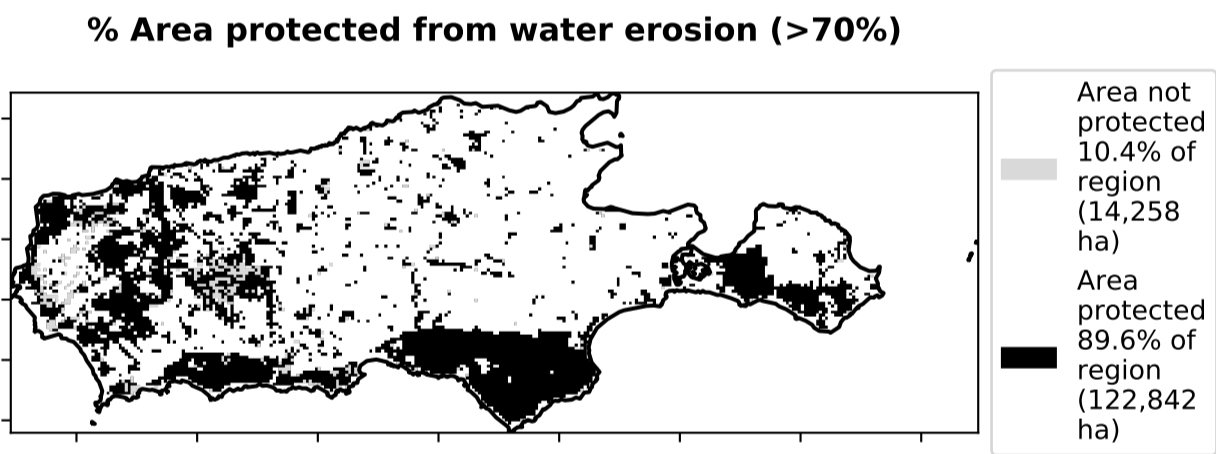 % Area protected from water erosion (>70%)
Area not
protected
10.4% of
region
(14,258
ha)
Area
protected
89.6% of
region
(122,842
ha)